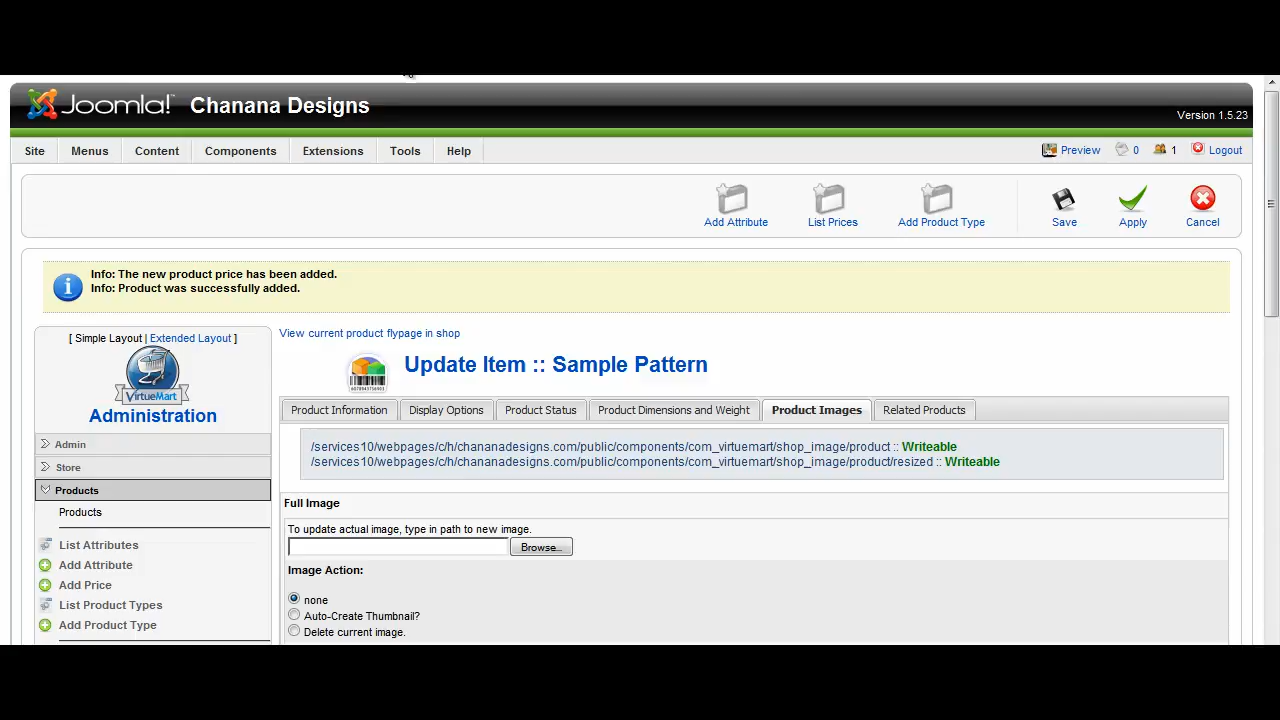 Joomla! Chanana Designs
Version 1.5.23
Site Menus Content Components Extensions Tools Help Preview 0 1 Logout
Add Attribute List Prices Add Product Type Save Apply Cancel
Info: The new product price has been added.
Info: Product was successfully added.
[ Simple Layout | Extended Layout ]
VirtueMart
Administration
Admin
Store
Products
Products
List Attributes
Add Attribute
Add Price
List Product Types
Add Product Type
View current product flypage in shop
Update Item :: Sample Pattern
Product Information Display Options Product Status Product Dimensions and Weight Product Images Related Products
/services10/webpages/c/h/chananadesigns.com/public/components/com_virtuemart/shop_image/product :: Writeable
/services10/webpages/c/h/chananadesigns.com/public/components/com_virtuemart/shop_image/product/resized :: Writeable
Full Image
To update actual image, type in path to new image.
Browse...
Image Action:
none
Auto-Create Thumbnail?
Delete current image.